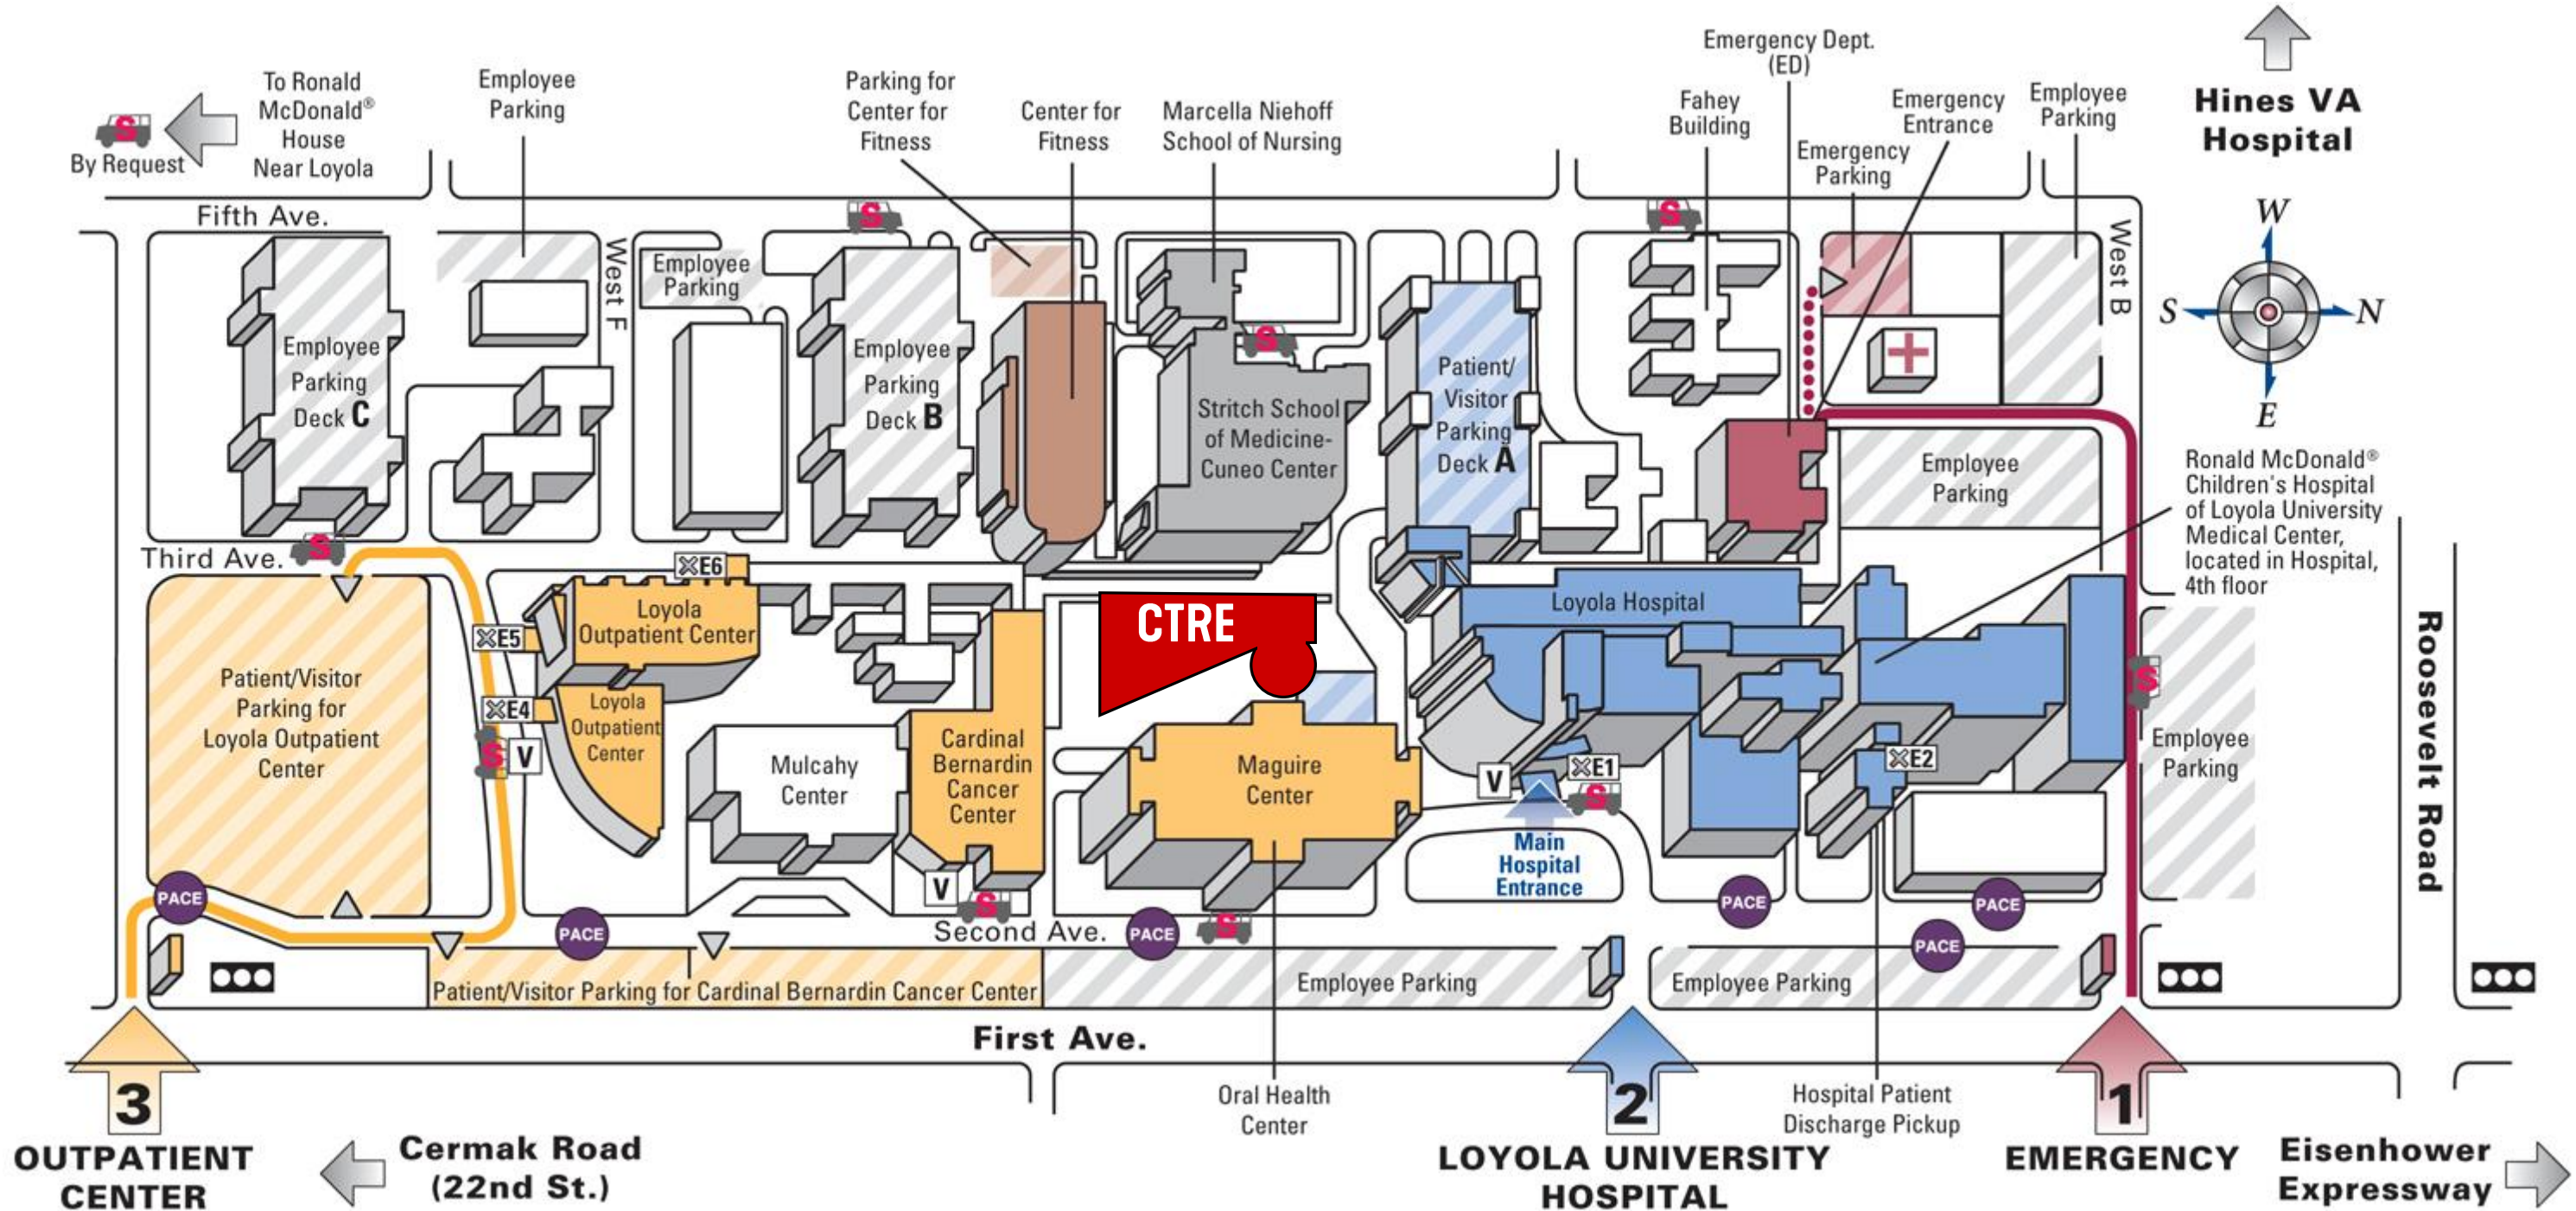 To Ronald
McDonald®
House
Near Loyola
S
By Request
Employee
Parking
Parking for
Center for
Fitness
Center for
Fitness
Marcella Niehoff
School of Nursing
Emergency Dept.
(ED)
Fahey
Building
Emergency
Parking
Emergency
Entrance
Employee
Parking
Hines VA
Hospital
Fifth Ave.
S
S
West F
West B
W
S
N
E
Employee
Parking
Deck C
Employee
Parking
Employee
Parking
Deck B
S
Stritch School
of Medicine-
Cuneo Center
Patient/
Visitor
Parking
Deck A
Employee
Parking
Ronald McDonald®
Children's Hospital
of Loyola University
Medical Center,
located in Hospital,
4th floor
Third Ave.
S
E6
E5
E4
Loyola
Outpatient Center
Loyola
Outpatient
Center
CTRE
Loyola Hospital
Patient/Visitor
Parking for
Loyola Outpatient
Center
S
V
Mulcahy
Center
Cardinal
Bernardin
Cancer
Center
Maguire
Center
V
E1
S
E2
S
Employee
Parking
Roosevelt Road
Main
Hospital
Entrance
V
S
PACE
PACE
Second Ave.
PACE
S
PACE
PACE
PACE
Patient/Visitor Parking for Cardinal Bernardin Cancer Center
Employee Parking
Employee Parking
First Ave.
3
OUTPATIENT
CENTER
Cermak Road
(22nd St.)
Oral Health
Center
2
LOYOLA UNIVERSITY
HOSPITAL
Hospital Patient
Discharge Pickup
1
EMERGENCY
Eisenhower
Expressway